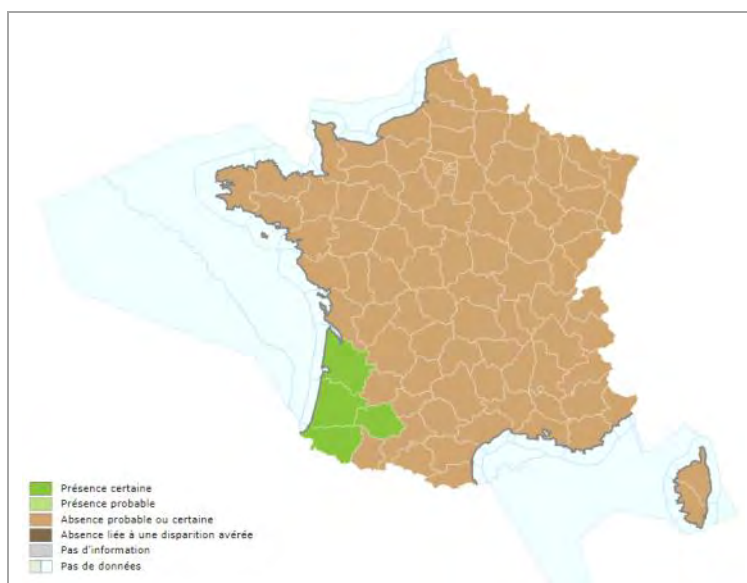 Présence certaine
Présence probable
Absence probable ou certaine
Absence liée à une disparition avérée
Pas d'information
Pas de données